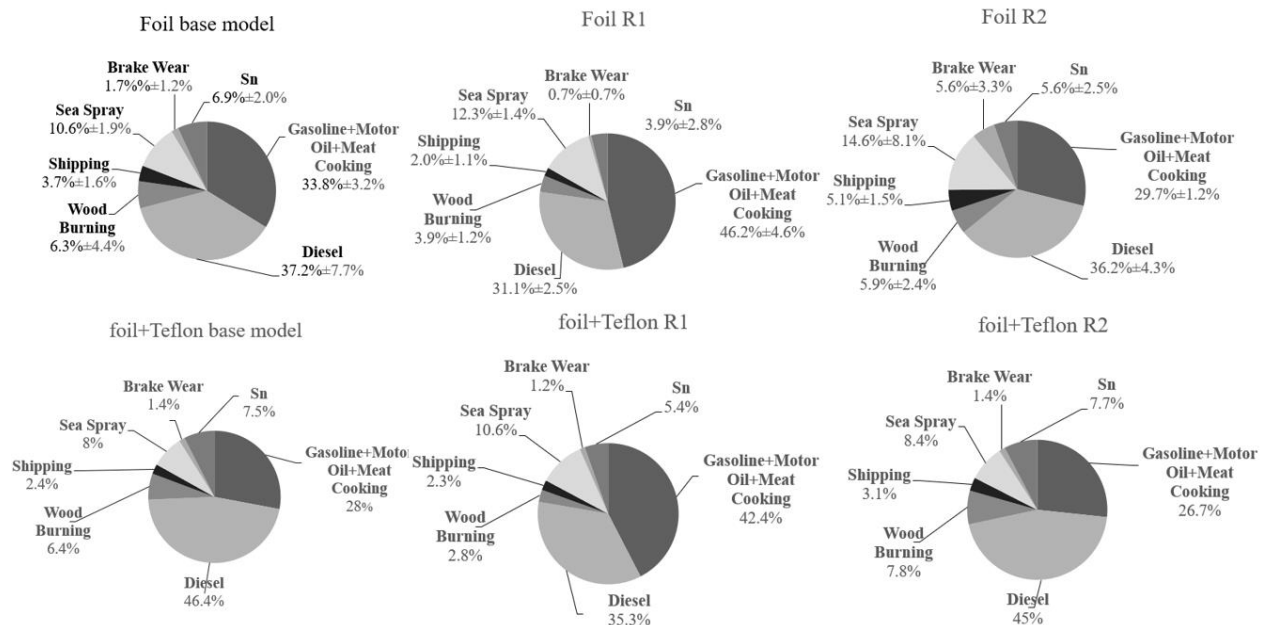 Foil base model
Brake Wear
1.7%%±1.2%
Sn
6.9%±2.0%
Sea Spray
10.6%±1.9%
Gasoline+Motor
Oil+Meat
Cooking
33.8%±3.2%
Shipping
3.7%±1.6%
Wood
Burning
6.3%±4.4%
Diesel
37.2%±7.7%
Foil R1
Brake Wear
0.7%±0.7%
Sn
3.9%±2.8%
Sea Spray
12.3%±1.4%
Shipping
2.0%±1.1%
Gasoline+Motor
Oil+Meat
Cooking
46.2%±4.6%
Wood
Burning
3.9%±1.2%
Diesel
31.1%±2.5%
Foil R2
Brake Wear
5.6%±3.3%
Sn
5.6%±2.5%
Sea Spray
14.6%±8.1%
Gasoline+Motor
Oil+Meat
Cooking
29.7%±1.2%
Shipping
5.1%±1.5%
Wood
Burning
5.9%±2.4%
Diesel
36.2%±4.3%
foil+Teflon base model
Brake Wear
1.4%
Sn
7.5%
Sea Spray
8%
Gasoline+Motor
Oil+Meat
Cooking
28%
Shipping
2.4%
Wood
Burning
6.4%
Diesel
46.4%
foil+Teflon R1
Brake Wear
1.2%
Sn
5.4%
Sea Spray
10.6%
Gasoline+Motor
Oil+Meat
Cooking
42.4%
Shipping
2.3%
Wood
Burning
2.8%
Diesel
35.3%
foil+Teflon R2
Brake Wear
1.4%
Sn
7.7%
Sea Spray
8.4%
Gasoline+Motor
Oil+Meat
Cooking
26.7%
Shipping
3.1%
Wood
Burning
7.8%
Diesel
45%